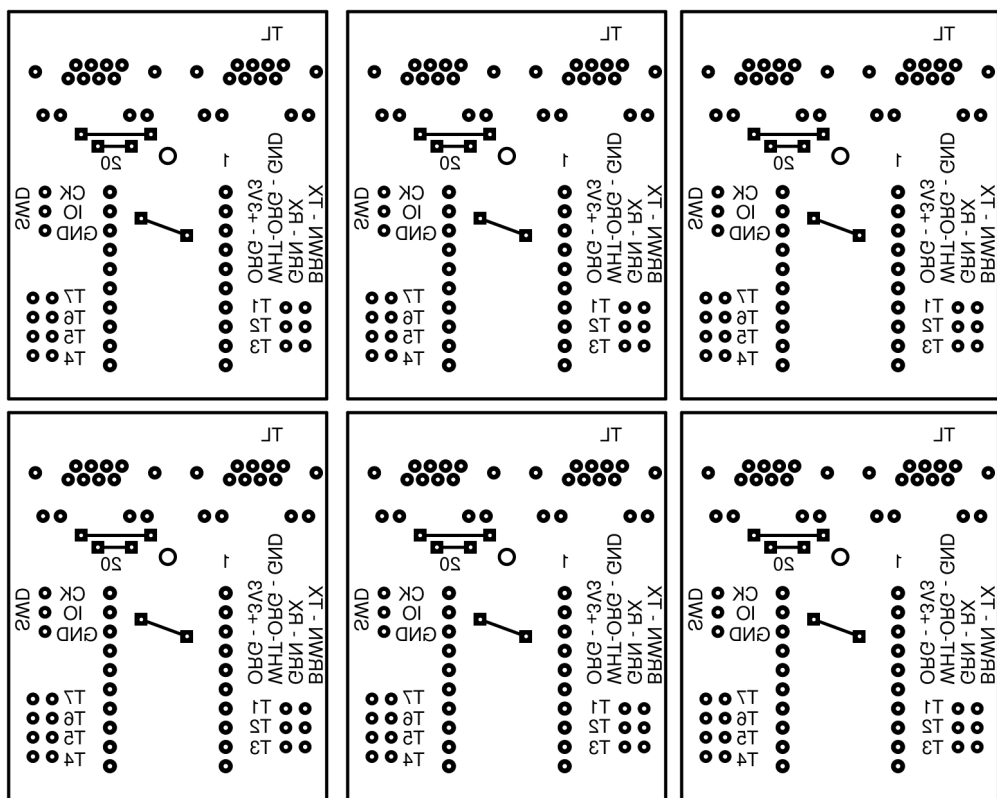 TL
20
1
SWD
CK
IO
GND
ORG - +3V3
WHT-ORG - GND
GRN - RX
BRWN - TX
T7
T6
T5
T4
T1
T2
T3
TL
20
1
SWD
CK
IO
GND
ORG - +3V3
WHT-ORG - GND
GRN - RX
BRWN - TX
T7
T6
T5
T4
T1
T2
T3
TL
20
1
SWD
CK
IO
GND
ORG - +3V3
WHT-ORG - GND
GRN - RX
BRWN - TX
T7
T6
T5
T4
T1
T2
T3
TL
20
1
SWD
CK
IO
GND
ORG - +3V3
WHT-ORG - GND
GRN - RX
BRWN - TX
T7
T6
T5
T4
T1
T2
T3
TL
20
1
SWD
CK
IO
GND
ORG - +3V3
WHT-ORG - GND
GRN - RX
BRWN - TX
T7
T6
T5
T4
T1
T2
T3
TL
20
1
SWD
CK
IO
GND
ORG - +3V3
WHT-ORG - GND
GRN - RX
BRWN - TX
T7
T6
T5
T4
T1
T2
T3